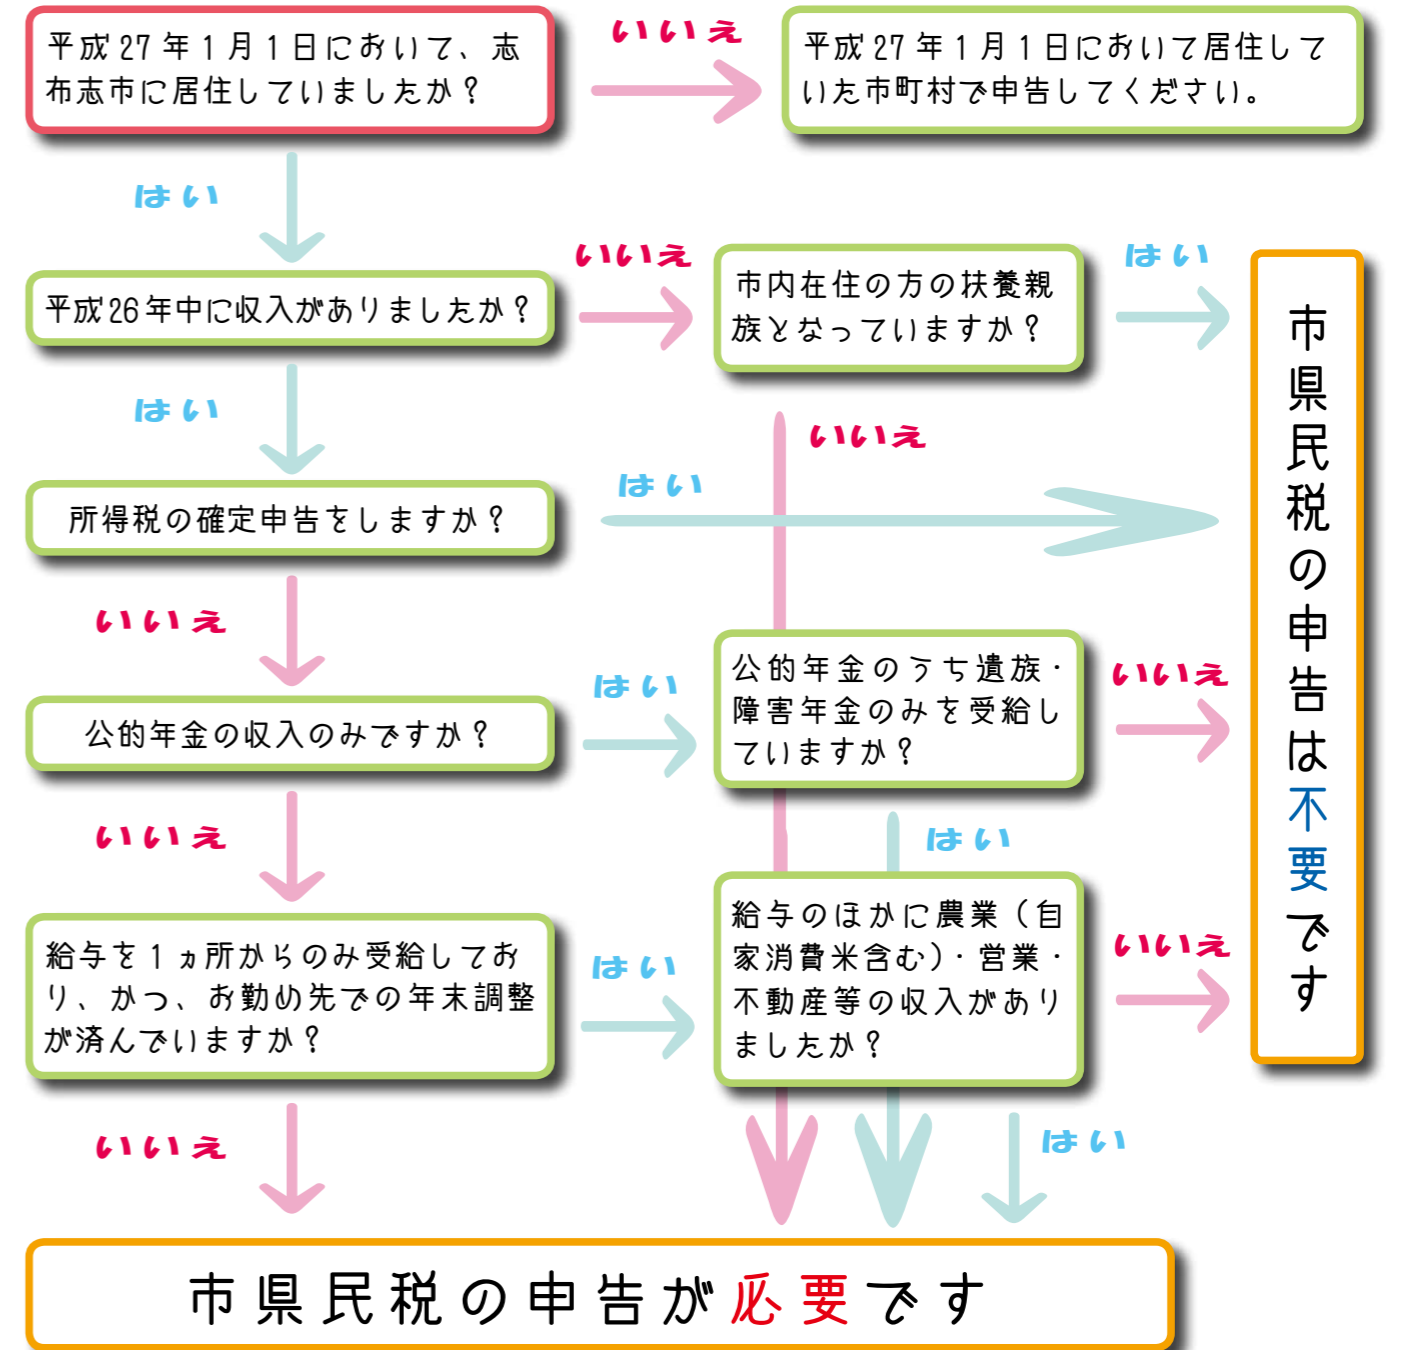 平成27年1月1日において、志
布志市に居住していましたか？
いいえ
平成27年1月1日において居住して
いた市町村で申告してください。
はい
平成26年中に収入がありましたか？
いいえ
市内在住の方の扶養親
族となっていますか？
はい
はい
いいえ
所得税の確定申告をしますか？
はい
いいえ
公的年金の収入のみですか？
はい
公的年金のうち遺族・
障害年金のみを受給し
ていますか？
いいえ
いいえ
はい
給与を1ヵ所からのみ受給してお
り、かつ、お勤め先での年末調整
が済んでいますか？
はい
給与のほかに農業（自
家消費米含む）・営業・
不動産等の収入があり
ましたか？
いいえ
いいえ
はい
市県民税の申告は不要です
市県民税の申告が必要です